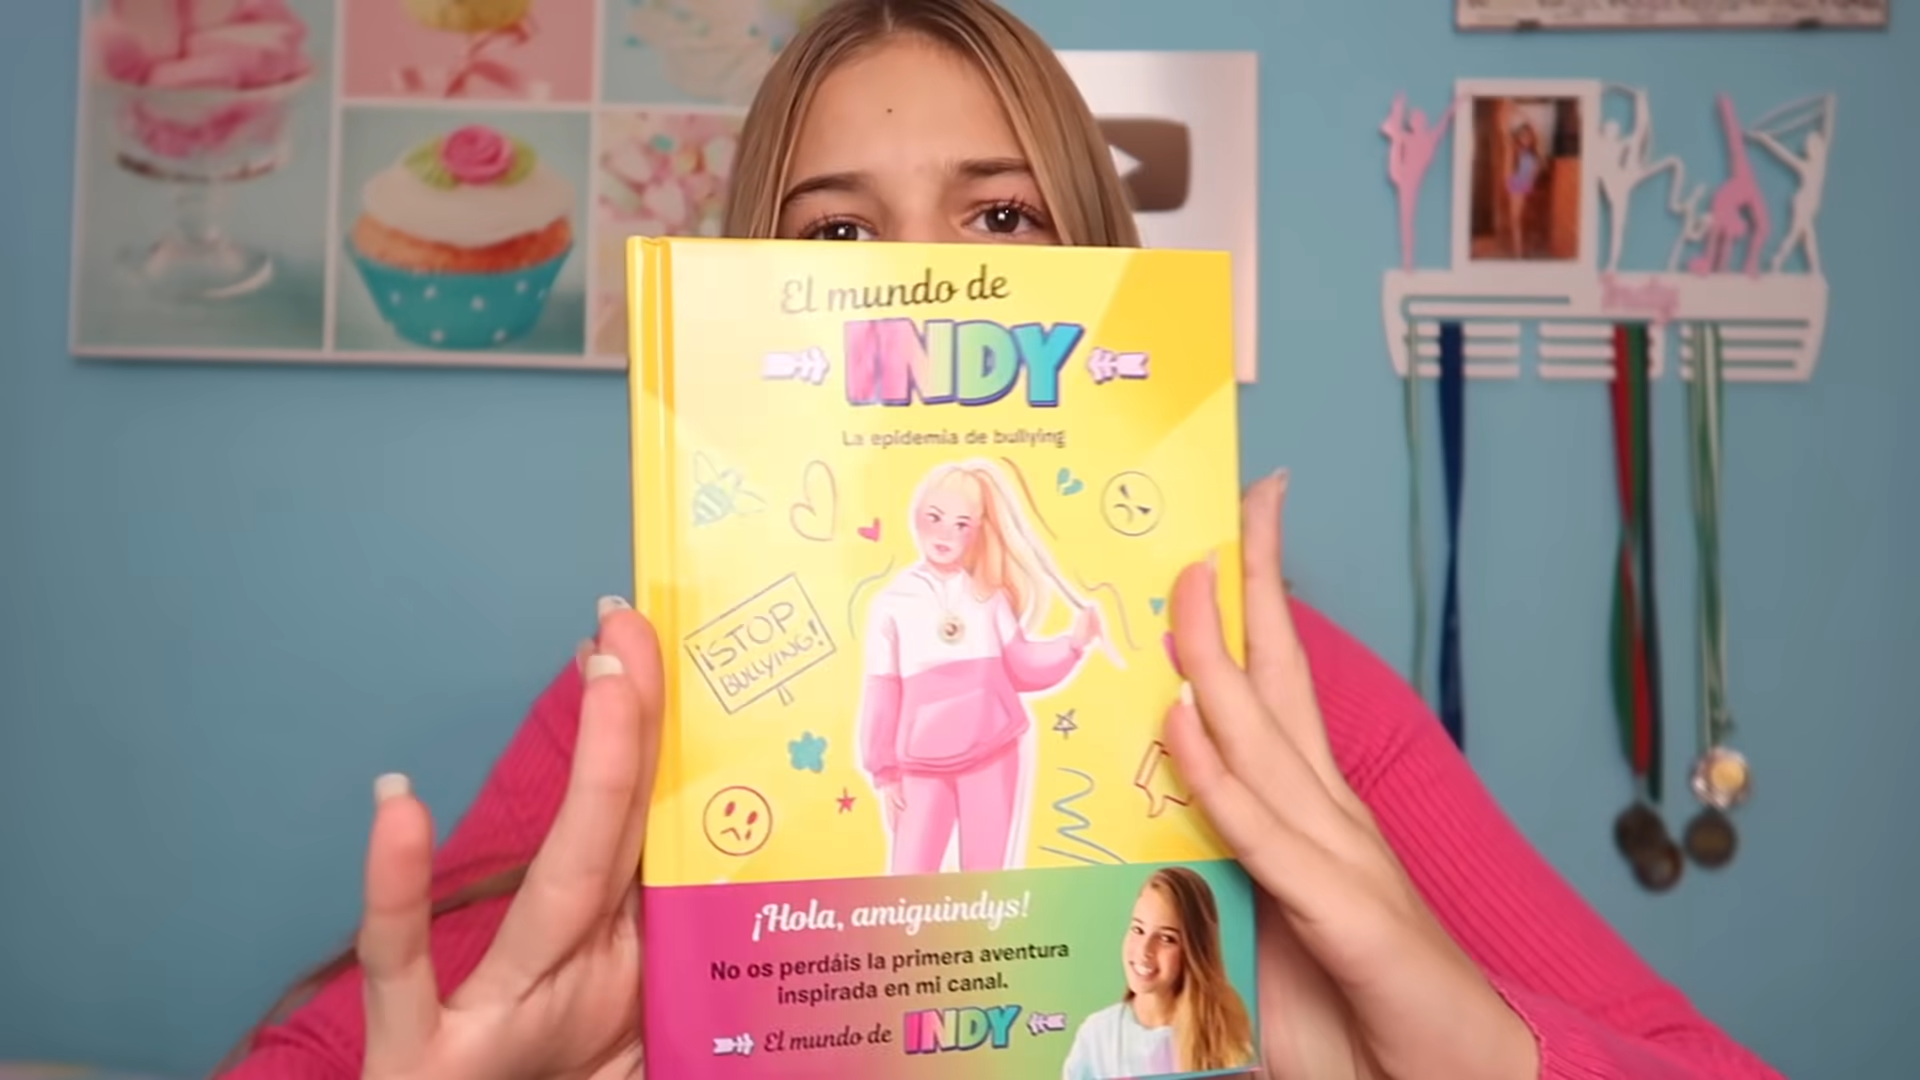 El mundo de
INDY
La epidemia de bullying
¡STOP
BULLYING!
¡Hola, amiguindys!
No os perdáis la primera aventura
inspirada en mi canal.
El mundo de INDY
Indy